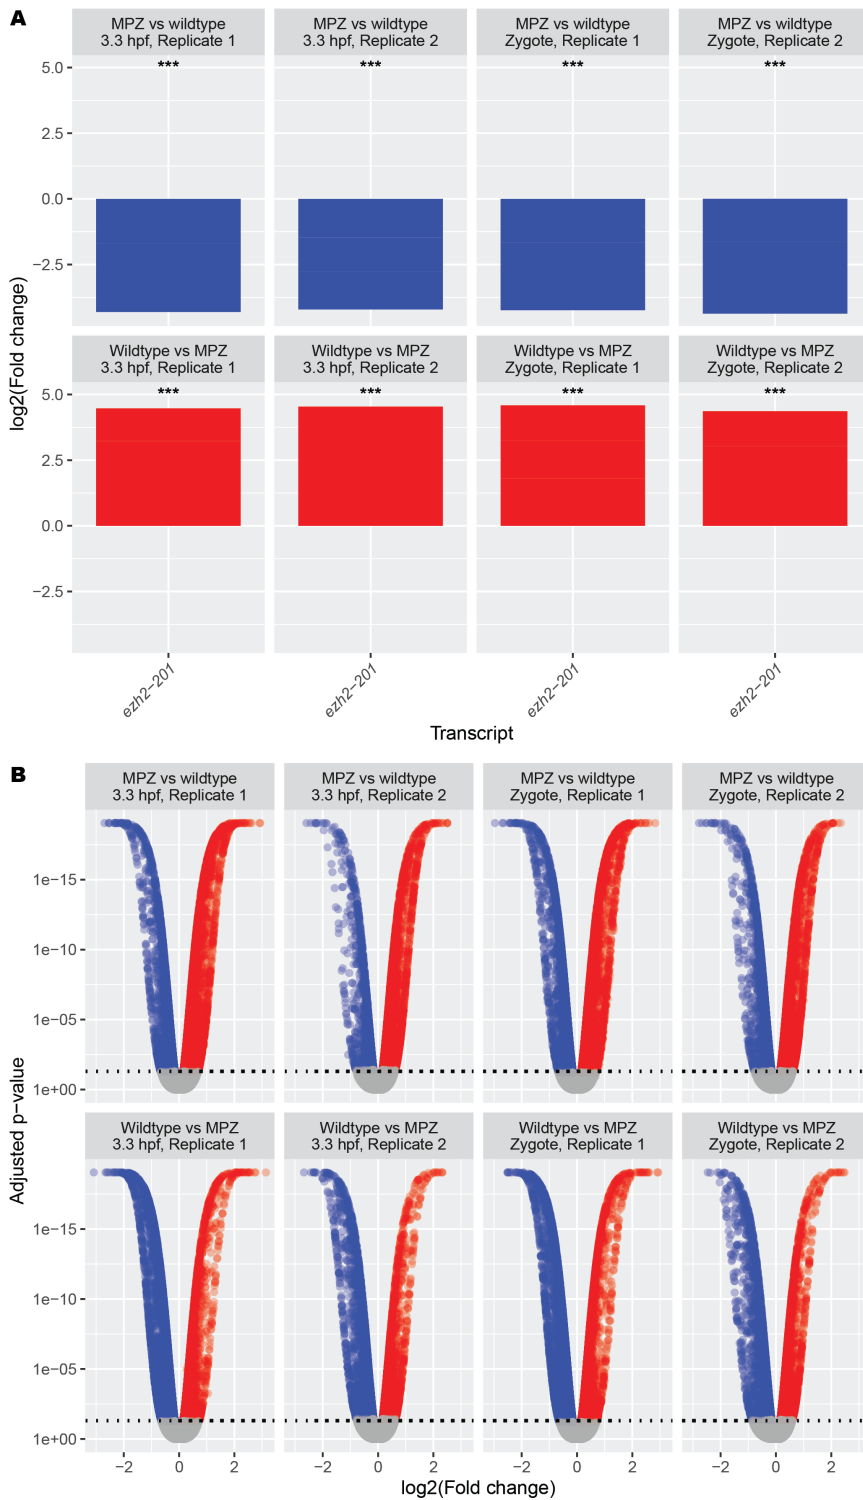 A
MPZ vs wildtype
3.3 hpf, Replicate 1
MPZ vs wildtype
3.3 hpf, Replicate 2
MPZ vs wildtype
Zygote, Replicate 1
MPZ vs wildtype
Zygote, Replicate 2
***
***
***
***
5.0
2.5
0.0
−2.5
Wildtype vs MPZ
3.3 hpf, Replicate 1
Wildtype vs MPZ
3.3 hpf, Replicate 2
Wildtype vs MPZ
Zygote, Replicate 1
Wildtype vs MPZ
Zygote, Replicate 2
***
***
***
***
5.0
2.5
0.0
−2.5
log2(Fold change)
ezh2−201
ezh2−201
ezh2−201
ezh2−201
Transcript
B
MPZ vs wildtype
3.3 hpf, Replicate 1
MPZ vs wildtype
3.3 hpf, Replicate 2
MPZ vs wildtype
Zygote, Replicate 1
MPZ vs wildtype
Zygote, Replicate 2
1e−15
1e−10
1e−05
1e+00
Wildtype vs MPZ
3.3 hpf, Replicate 1
Wildtype vs MPZ
3.3 hpf, Replicate 2
Wildtype vs MPZ
Zygote, Replicate 1
Wildtype vs MPZ
Zygote, Replicate 2
1e−15
1e−10
1e−05
1e+00
Adjusted p−value
−2 0 2
−2 0 2
−2 0 2
−2 0 2
log2(Fold change)